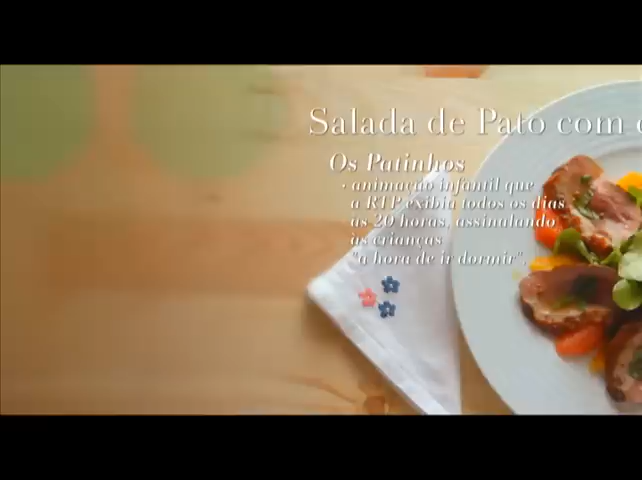 Salada de Pato com
Os Patinhos
· animação infantil que
a RTP exibia todos os dias
às 20 horas, assinalando
às crianças
"a hora de ir dormir".